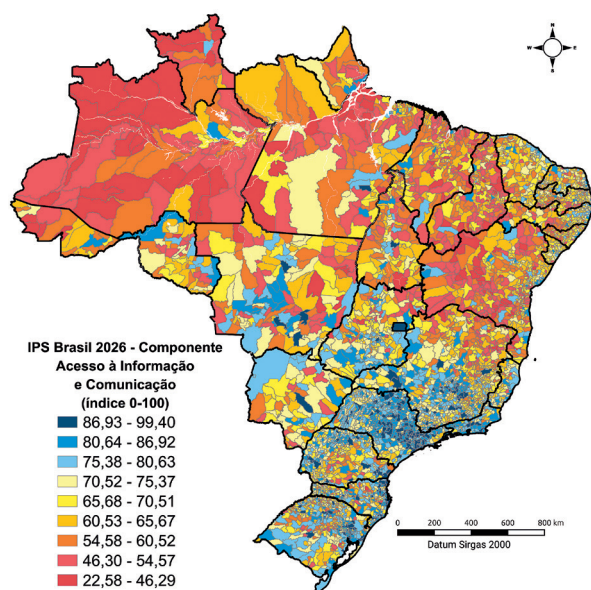 N
W E
S
IPS Brasil 2026 - Componente
Acesso à Informação
e Comunicação
(índice 0-100)
86,93 - 99,40
80,64 - 86,92
75,38 - 80,63
70,52 - 75,37
65,68 - 70,51
60,53 - 65,67
54,58 - 60,52
46,30 - 54,57
22,58 - 46,29
0 200 400 600 800 km
Datum Sirgas 2000